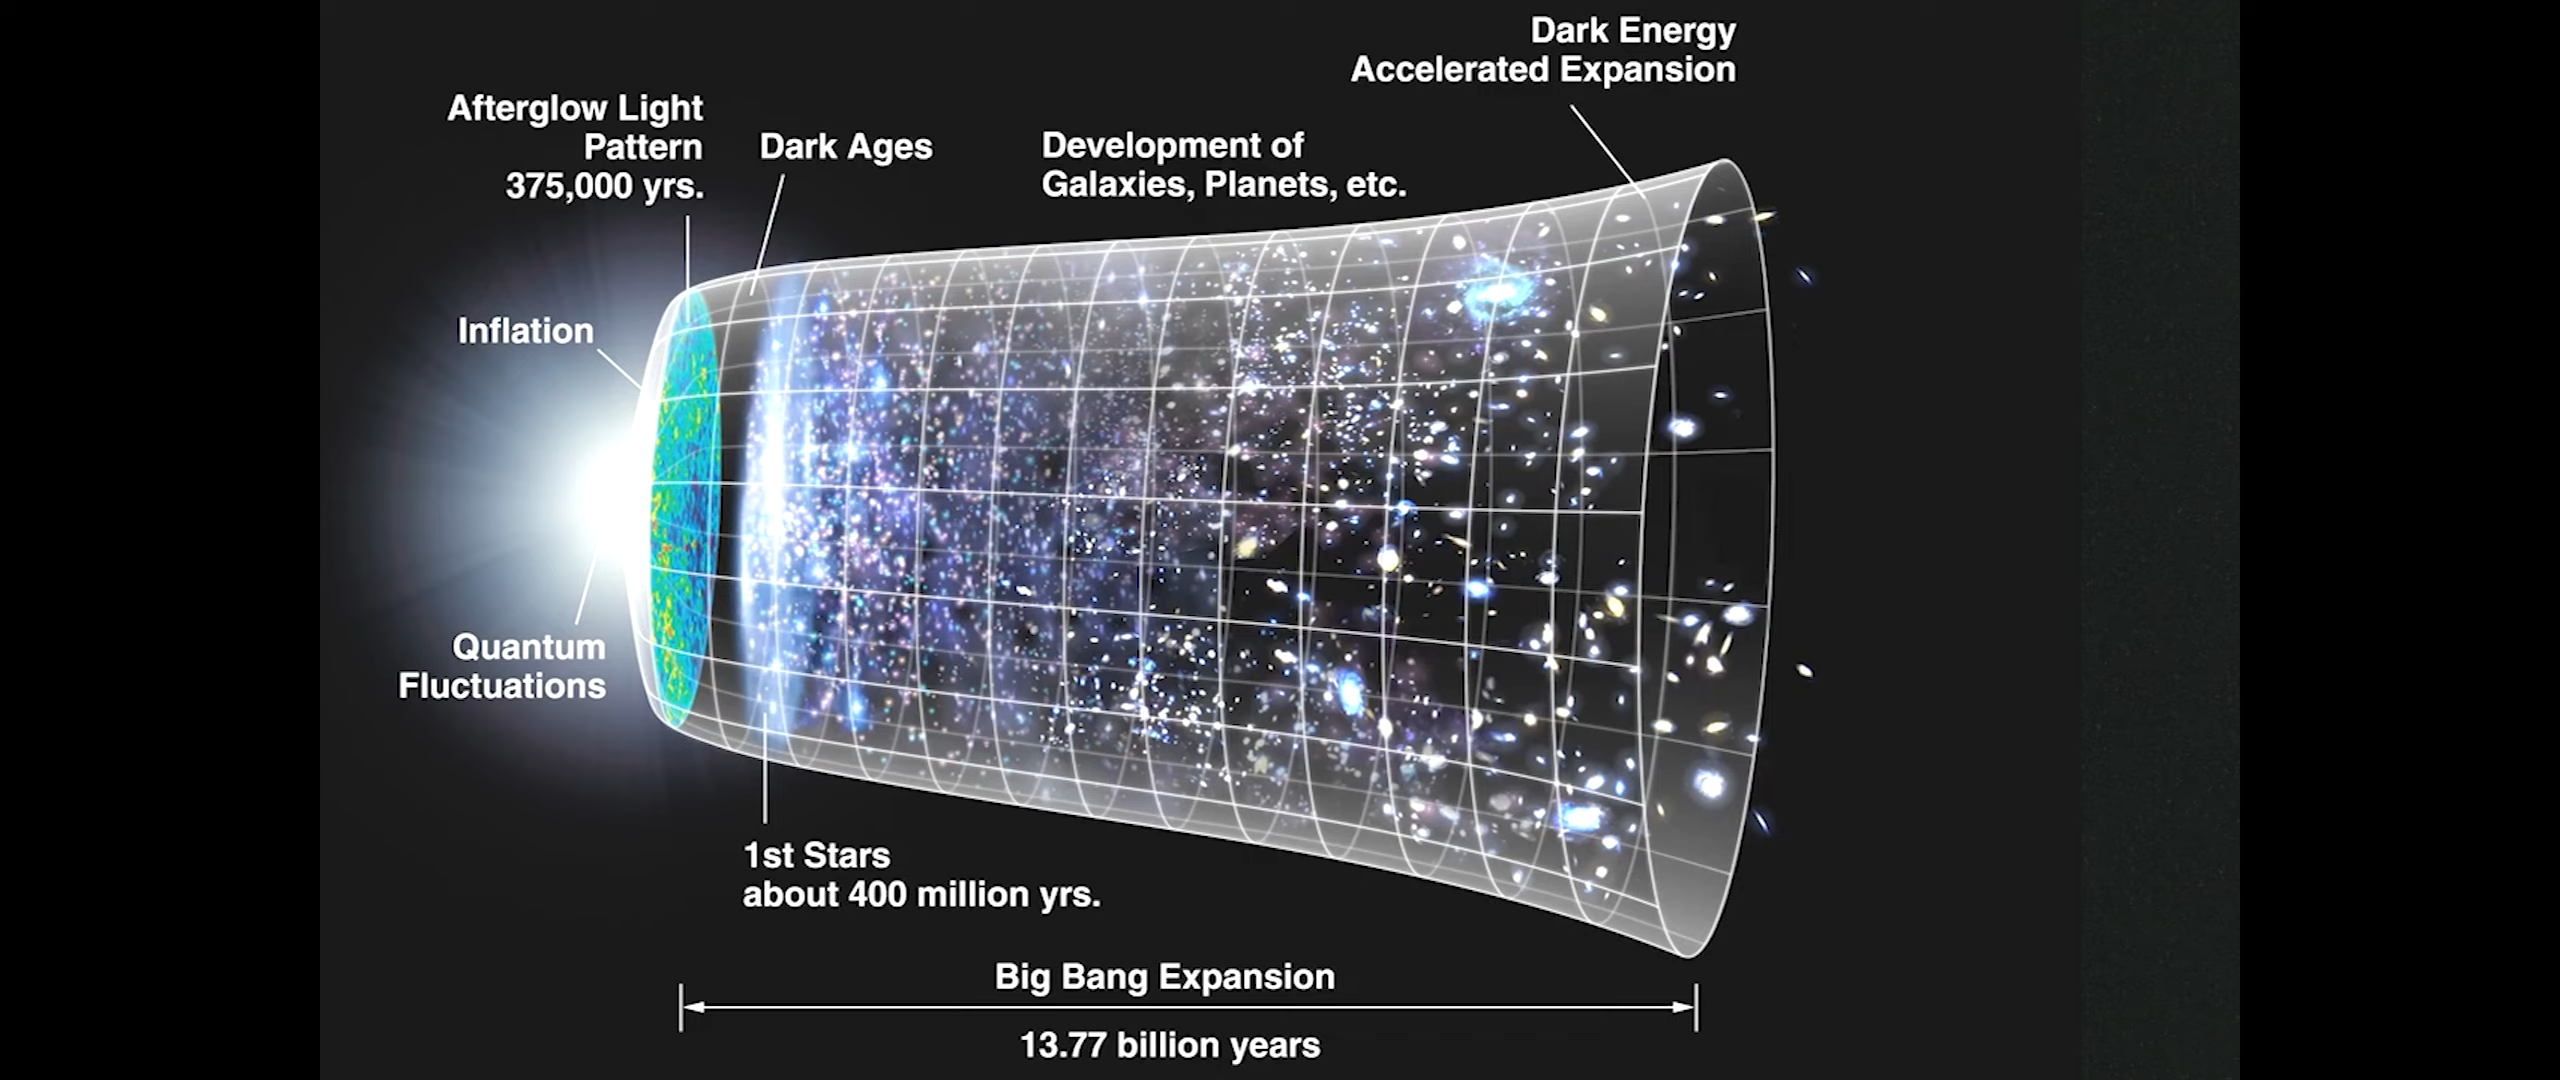 Dark Energy
Accelerated Expansion
Afterglow Light
Pattern
375,000 yrs.
Dark Ages
Development of
Galaxies, Planets, etc.
Inflation
Quantum
Fluctuations
1st Stars
about 400 million yrs.
Big Bang Expansion
13.77 billion years